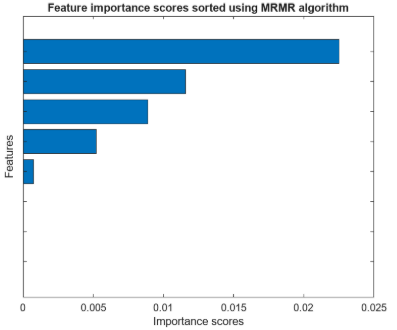 Feature importance scores sorted using MRMR algorithm
Features
0 0.005 0.01 0.015 0.02 0.025
Importance scores